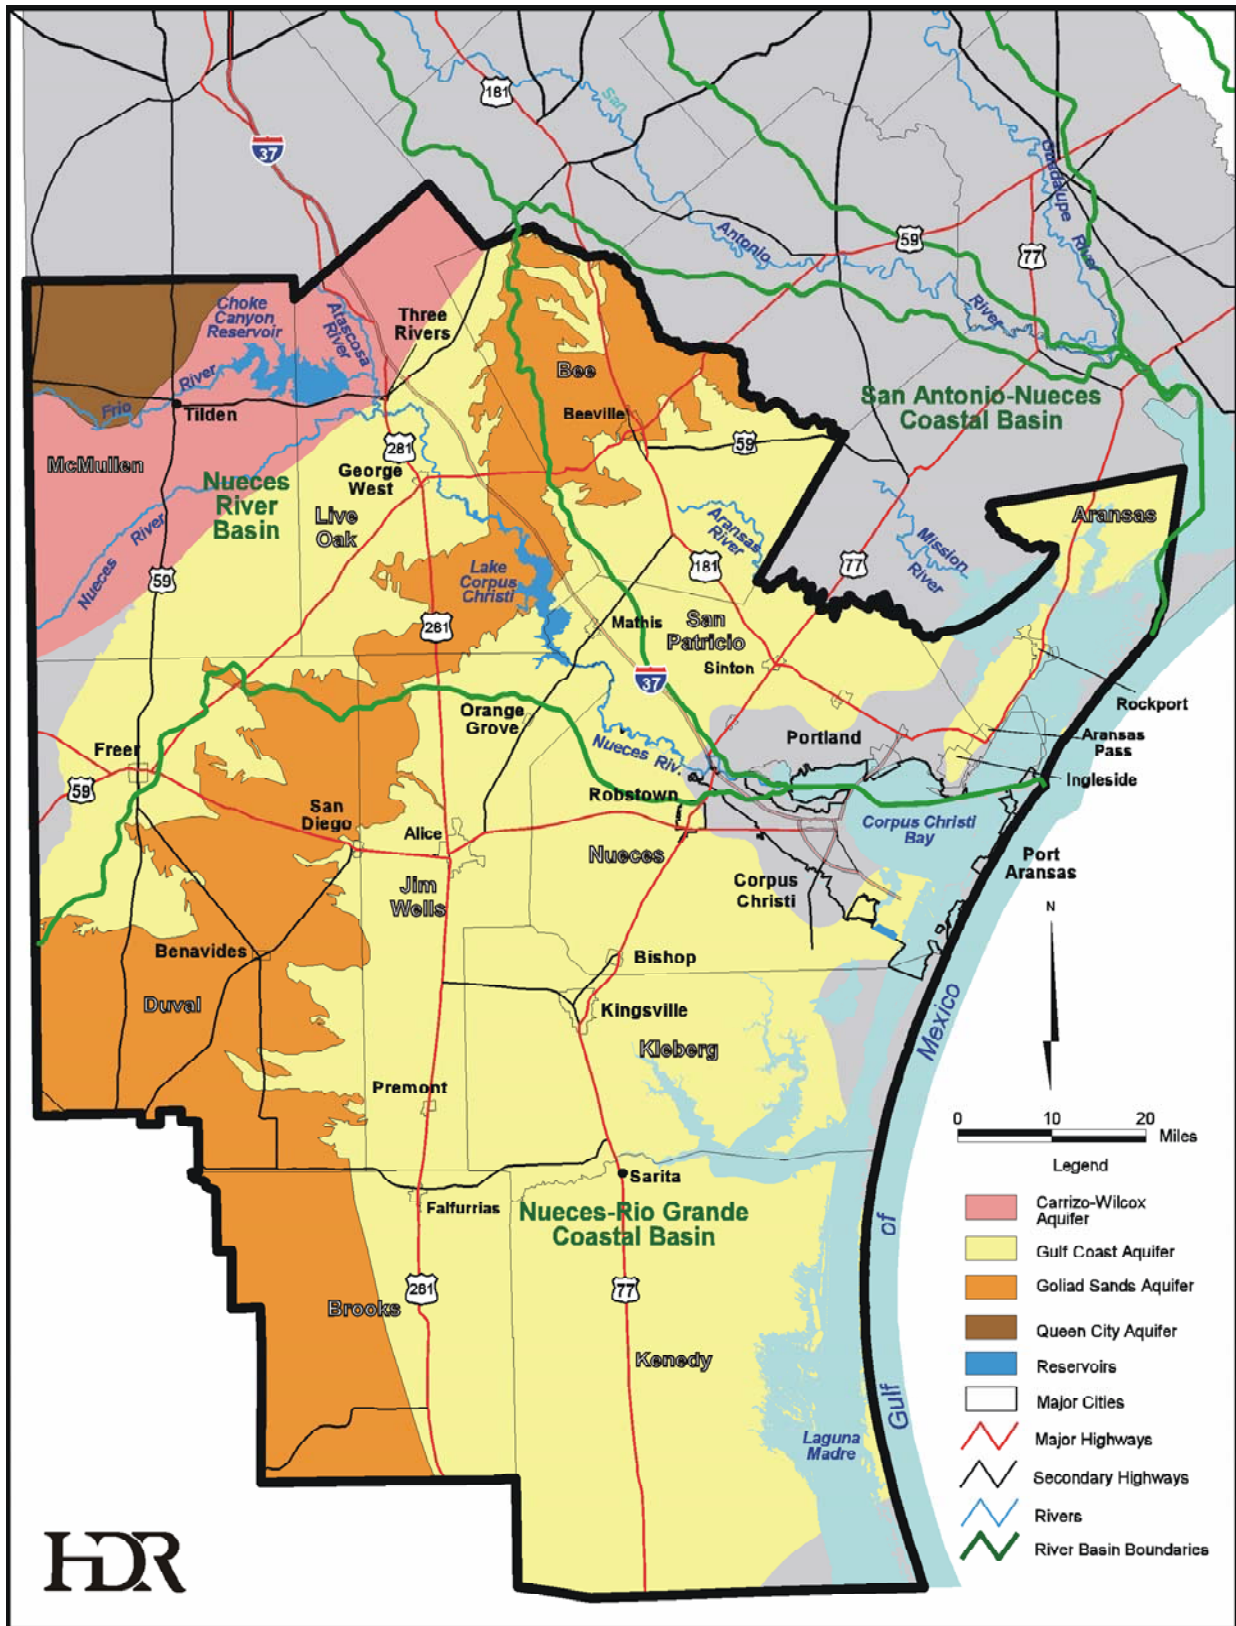 181
San
37
Guadalupe
River
Antonio
59
77
River
Choke
Canyon
Reservoir
Atascosa
River
Three
Rivers
Bee
San Antonio-Nueces
Coastal Basin
River
Frio
Tilden
Beeville
59
McMullen
281
George
West
Nueces
River
Basin
Live
Oak
Aransas
Aransas
River
Mission
River
Nueces
River
59
Lake
Corpus
Christi
181
77
281
Mathis
San
Patricio
Sinton
37
Rockport
Orange
Grove
Nueces Riv.
Portland
Aransas
Pass
Freer
Ingleside
59
Robstown
San
Diego
Alice
Corpus Christi
Bay
Nueces
Port
Aransas
Jim
Wells
Corpus
Christi
N
Benavides
Bishop
Duval
Kingsville
Kleberg
Gulf of Mexico
Premont
0 10 20
Miles
Legend
Sarita
Falfurrias
Nueces-Rio Grande
Coastal Basin
281
77
Brooks
Kenedy
Laguna
Madre
Carrizo-Wilcox
Aquifer
Gulf Coast Aquifer
Goliad Sands Aquifer
Queen City Aquifer
Reservoirs
Major Cities
Major Highways
Secondary Highways
Rivers
River Basin Boundaries
HDR